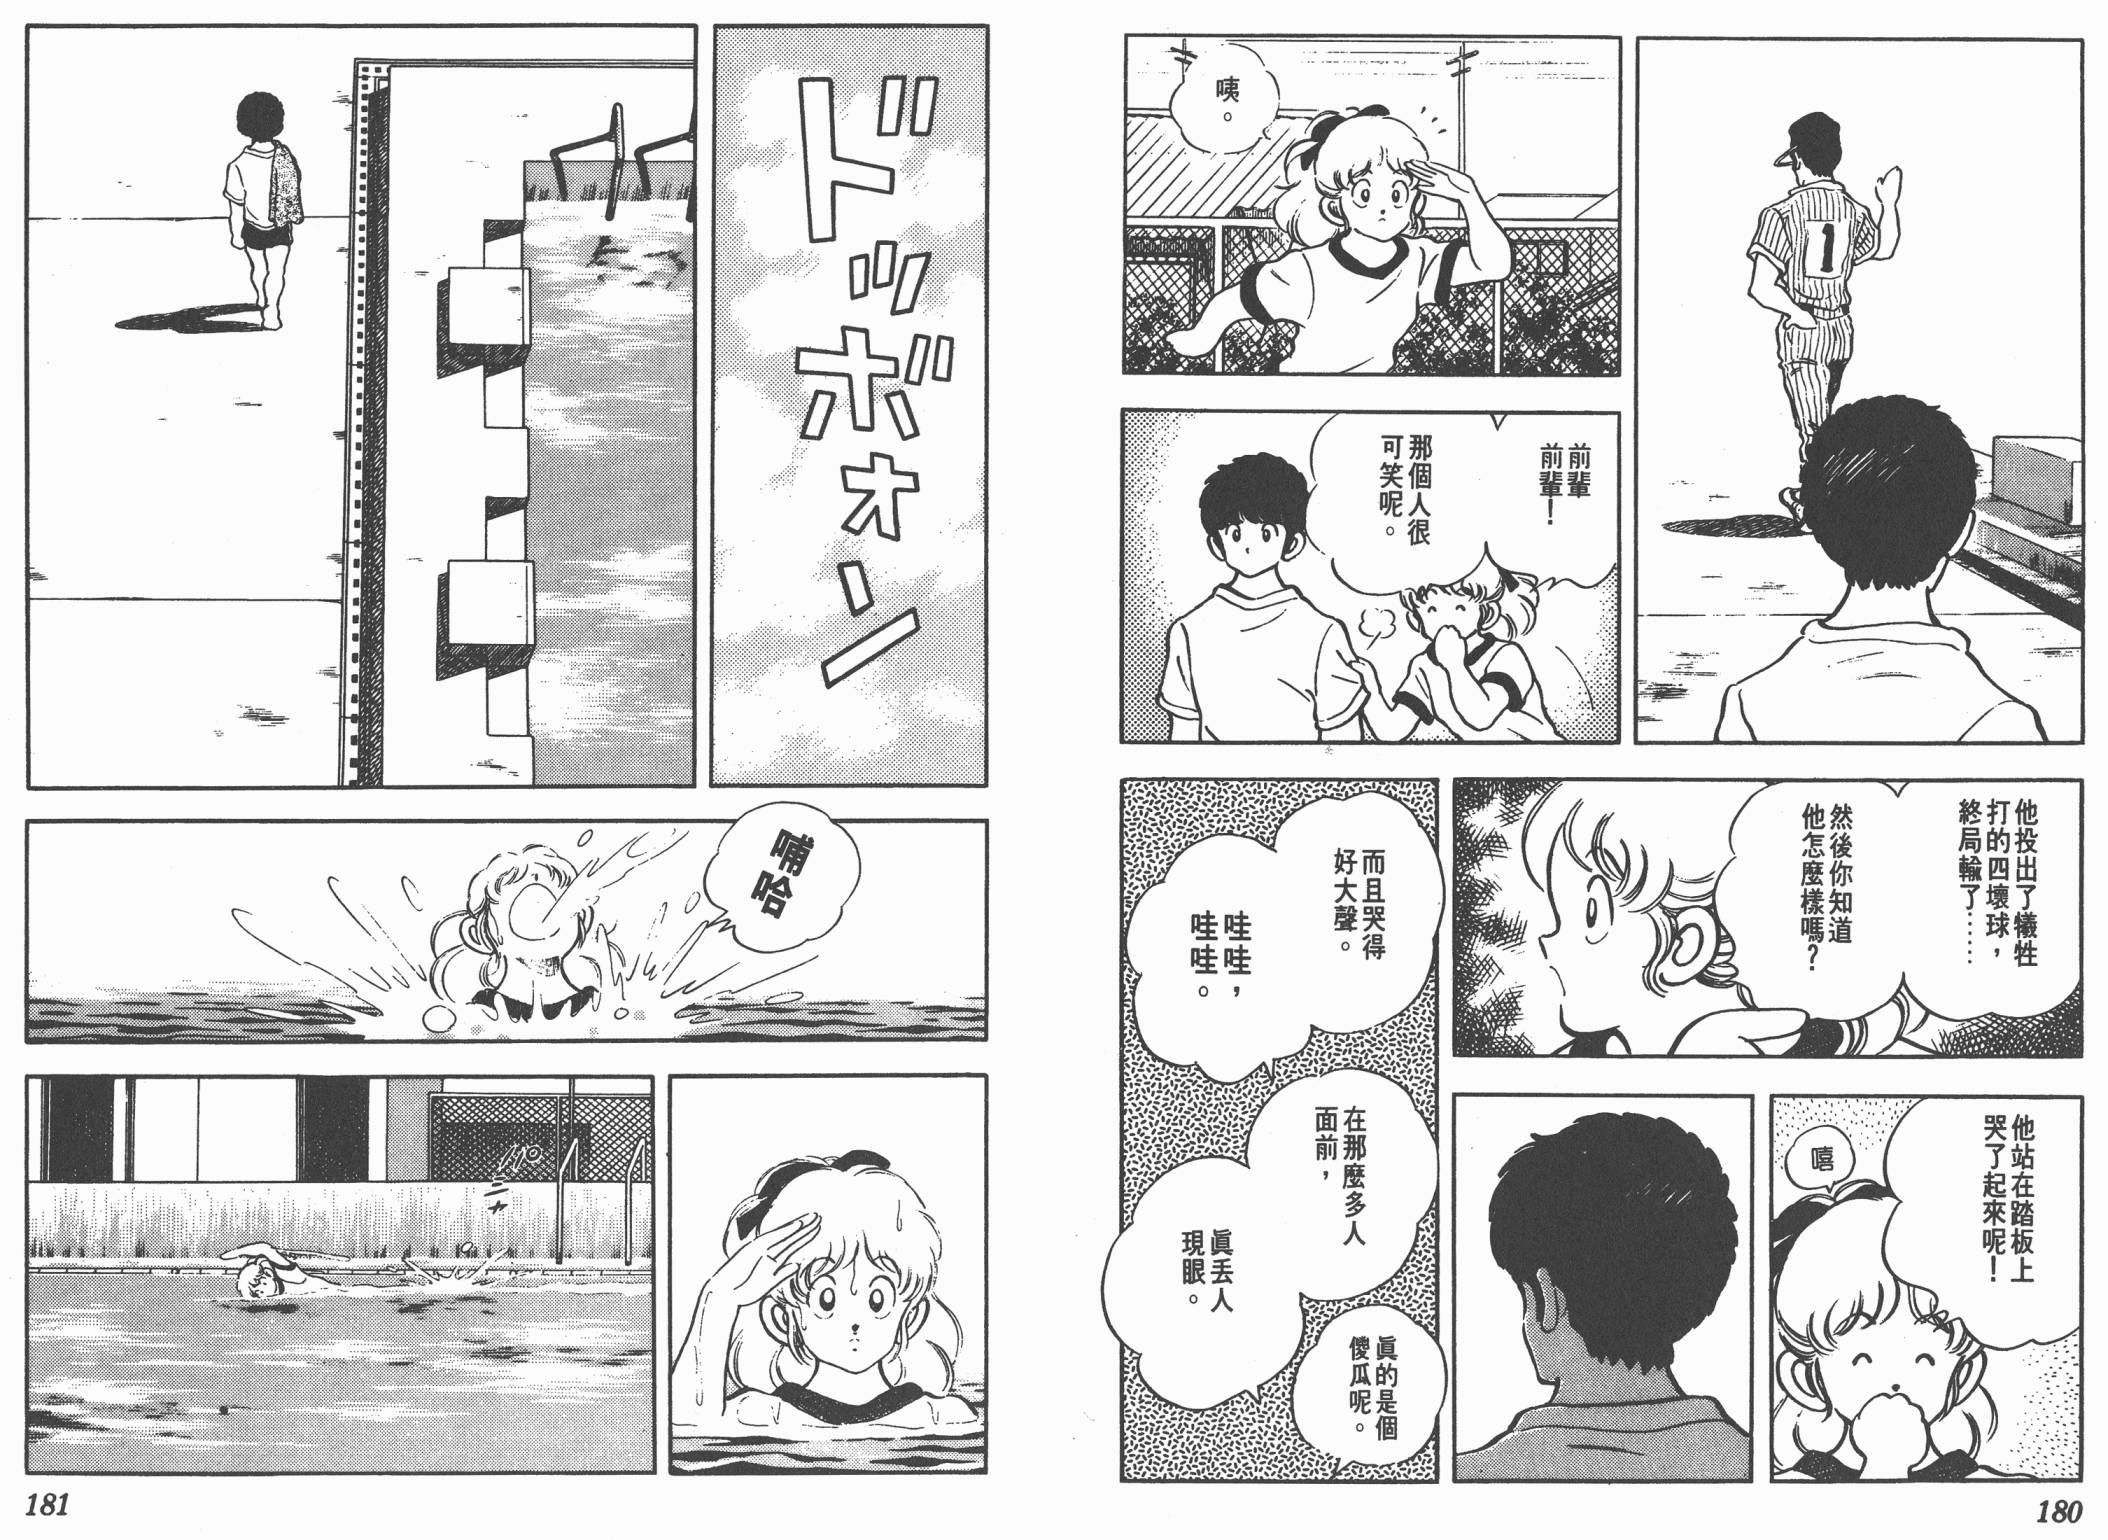 咦。
前輩
前輩！
那個人很
可笑呢。
他投出了犧牲
打的四壞球，
終局輸了……
然後你知道
他怎麼樣嗎？
他站在踏板上
哭了起來呢！
嘻
而且哭得
好大聲。
哇哇，
哇哇。
在那麼多人
面前，
眞丟人
現眼。
眞的是個
傻瓜呢。
180
ドッボォン
哺哈
181